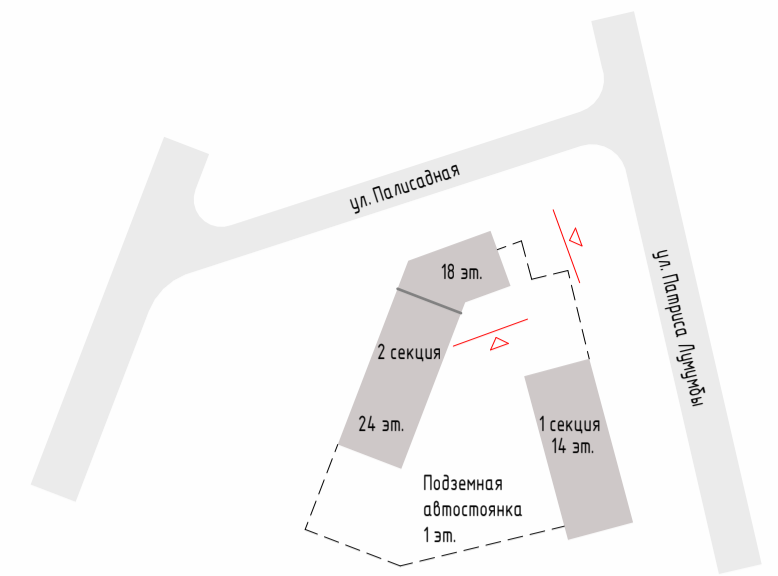 ул. Палисадная
18 эт.
ул. Патриса Лумумбы
2 секция
24 эт.
1 секция
14 эт.
Подземная
автостоянка
1 эт.